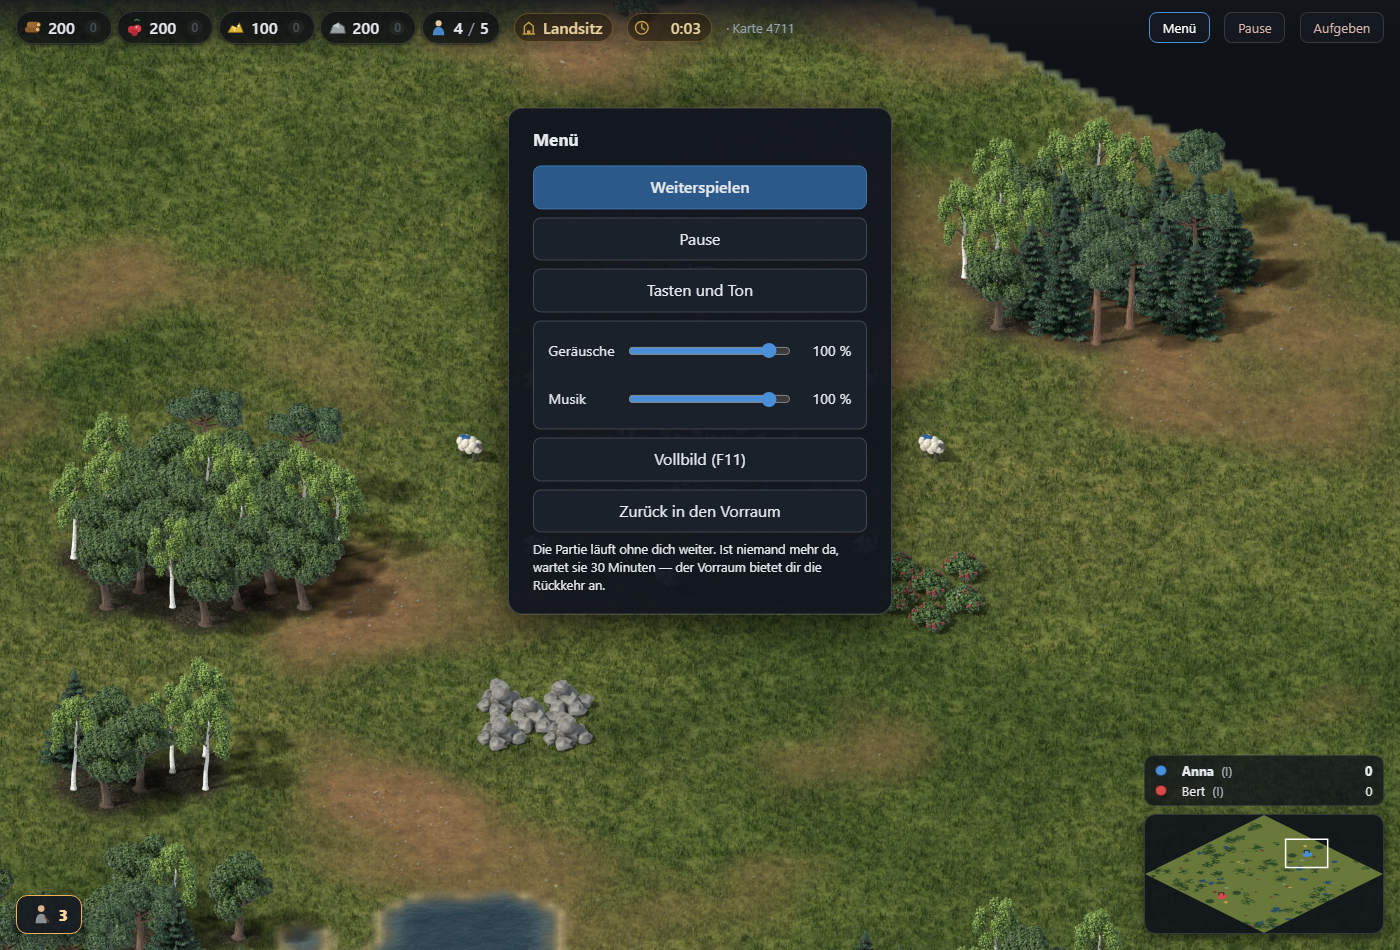 200 0 200 0 100 0 200 0 4 / 5 Landsitz 0:03 · Karte 4711 Menü Pause Aufgeben
Menü
Weiterspielen
Pause
Tasten und Ton
Geräusche 100 %
Musik 100 %
Vollbild (F11)
Zurück in den Vorraum
Die Partie läuft ohne dich weiter. Ist niemand mehr da,
wartet sie 30 Minuten — der Vorraum bietet dir die
Rückkehr an.
Anna (I) 0
Bert (I) 0
3